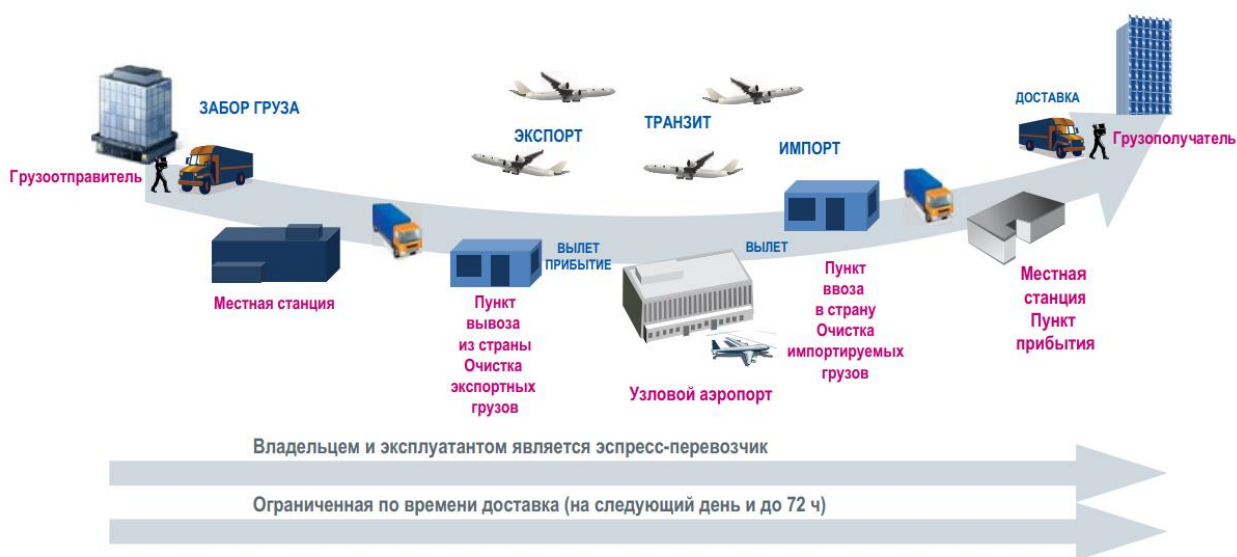 ЗАБОР ГРУЗА
ЭКСПОРТ
ТРАНЗИТ
ИМПОРТ
ДОСТАВКА
Грузоотправитель
Грузополучатель
ВЫЛЕТ
ПРИБЫТИЕ
ВЫЛЕТ
Местная станция
Пункт
вывоза
из страны
Очистка
экспортных
грузов
Узловой аэропорт
Пункт
ввоза
в страну
Очистка
импортируемых
грузов
Местная
станция
Пункт
прибытия
Владельцем и эксплуатантом является эспресс-перевозчик
Ограниченная по времени доставка (на следующий день и до 72 ч)